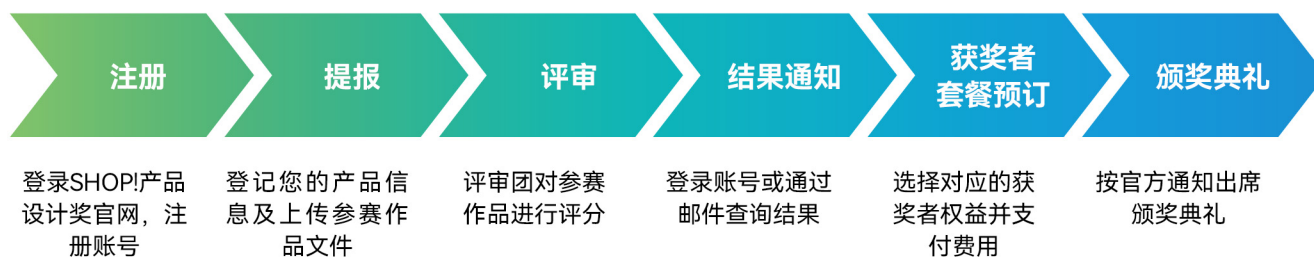 注册
提报
评审
结果通知
获奖者
套餐预订
颁奖典礼
登录SHOP!产品
设计奖官网，注
册账号
登记您的产品信
息及上传参赛作
品文件
评审团对参赛
作品进行评分
登录账号或通过
邮件查询结果
选择对应的获
奖者权益并支
付费用
按官方通知出席
颁奖典礼